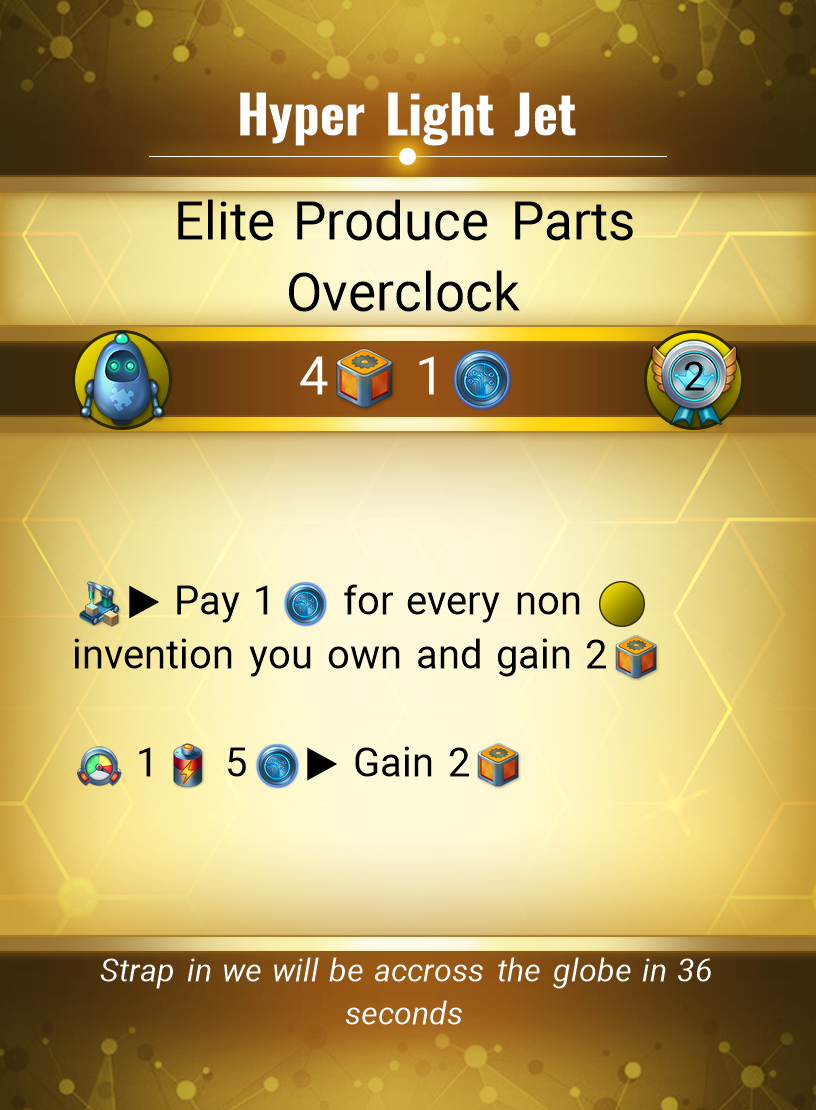 Hyper Light Jet
Elite Produce Parts
Overclock
4 1 2
▶ Pay 1 for every non
invention you own and gain 2
1 5 ▶ Gain 2
Strap in we will be accross the globe in 36
seconds